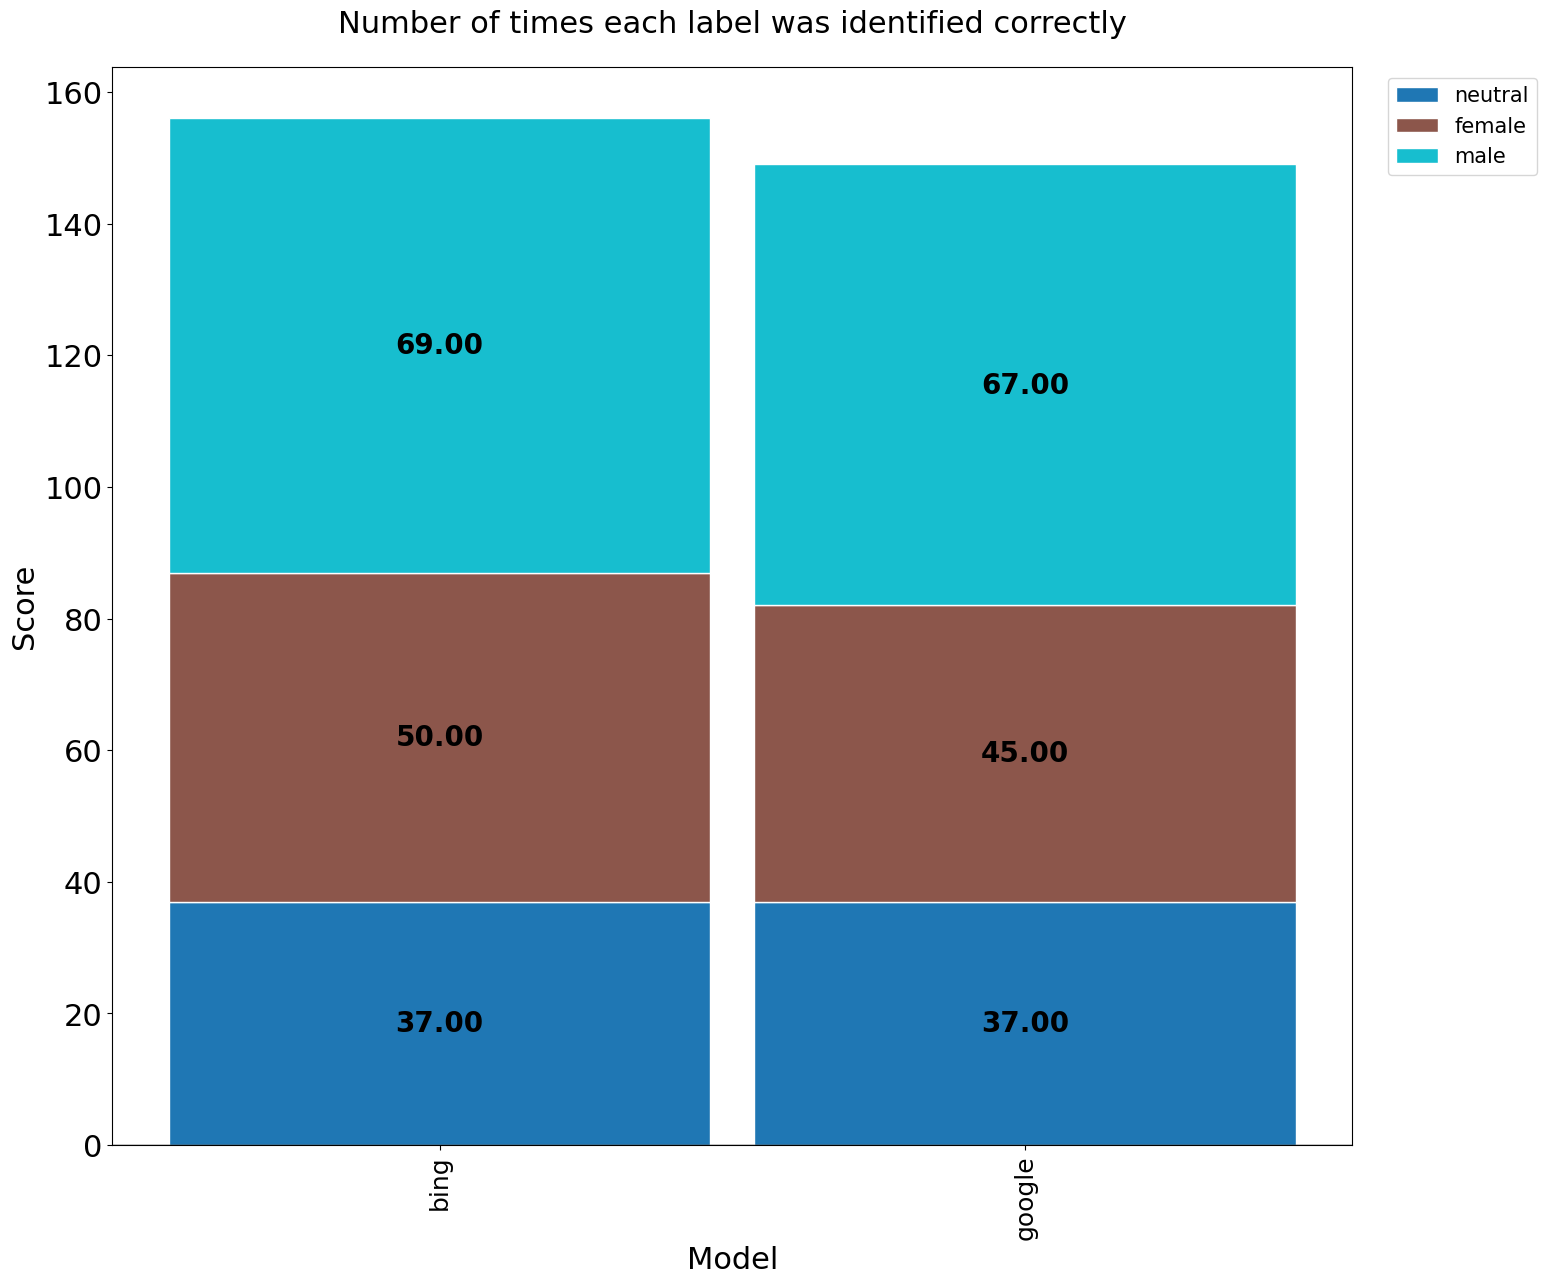 Number of times each label was identified correctly
160
140
120
100
80
60
40
20
0
Score
69.00
50.00
37.00
67.00
45.00
37.00
bing
google
Model
neutral
female
male